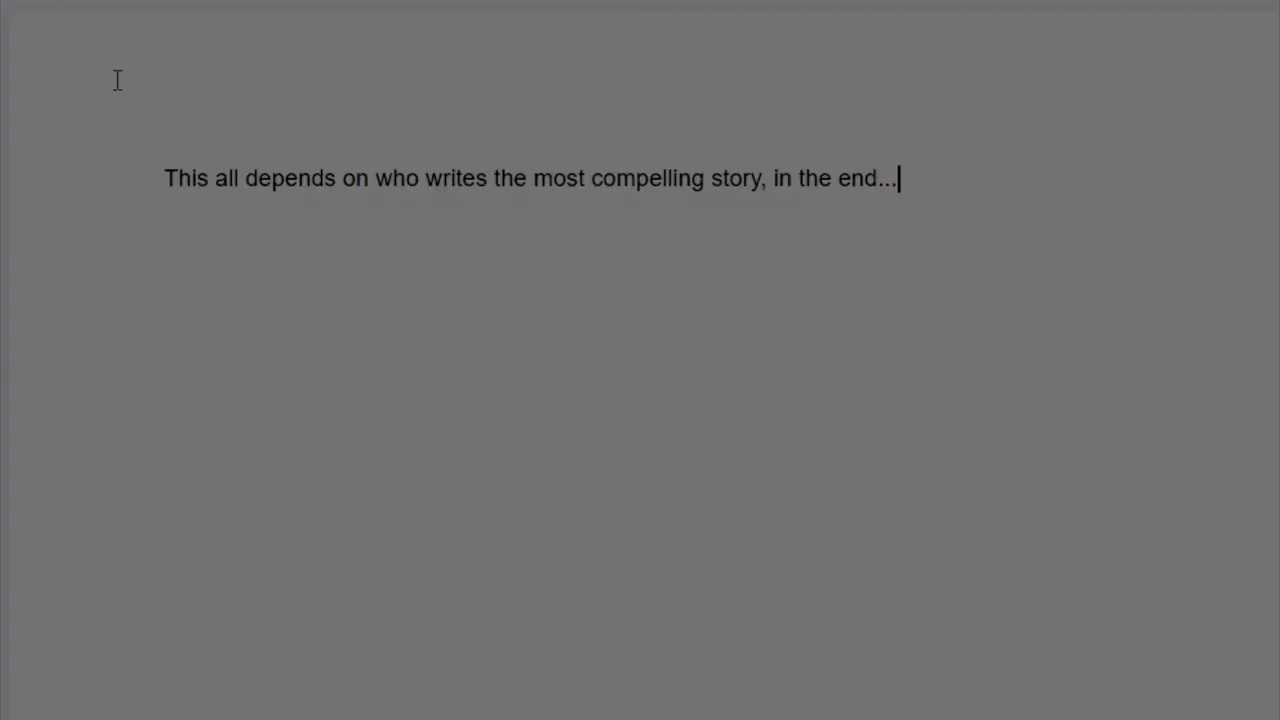 This all depends on who writes the most compelling story, in the end...